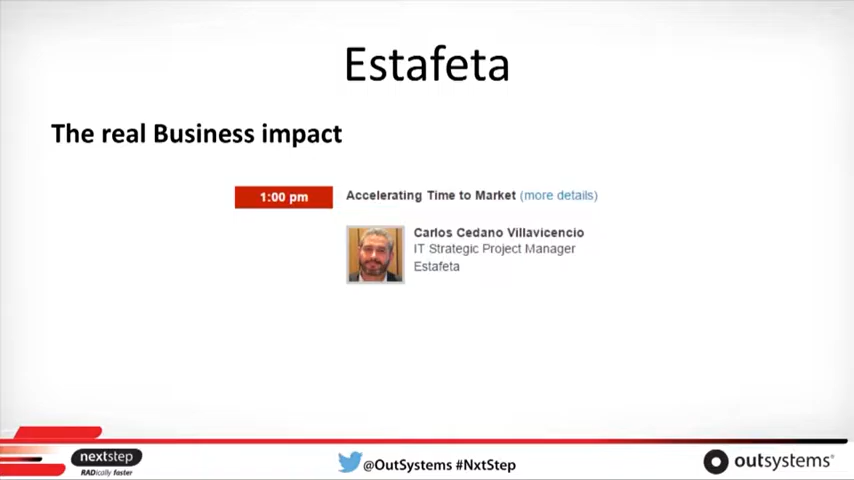 Estafeta
The real Business impact
1:00 pm Accelerating Time to Market (more details)
Carlos Cedano Villavicencio
IT Strategic Project Manager
Estafeta
nextstep
RADically faster
@OutSystems #NxtStep
outsystems®